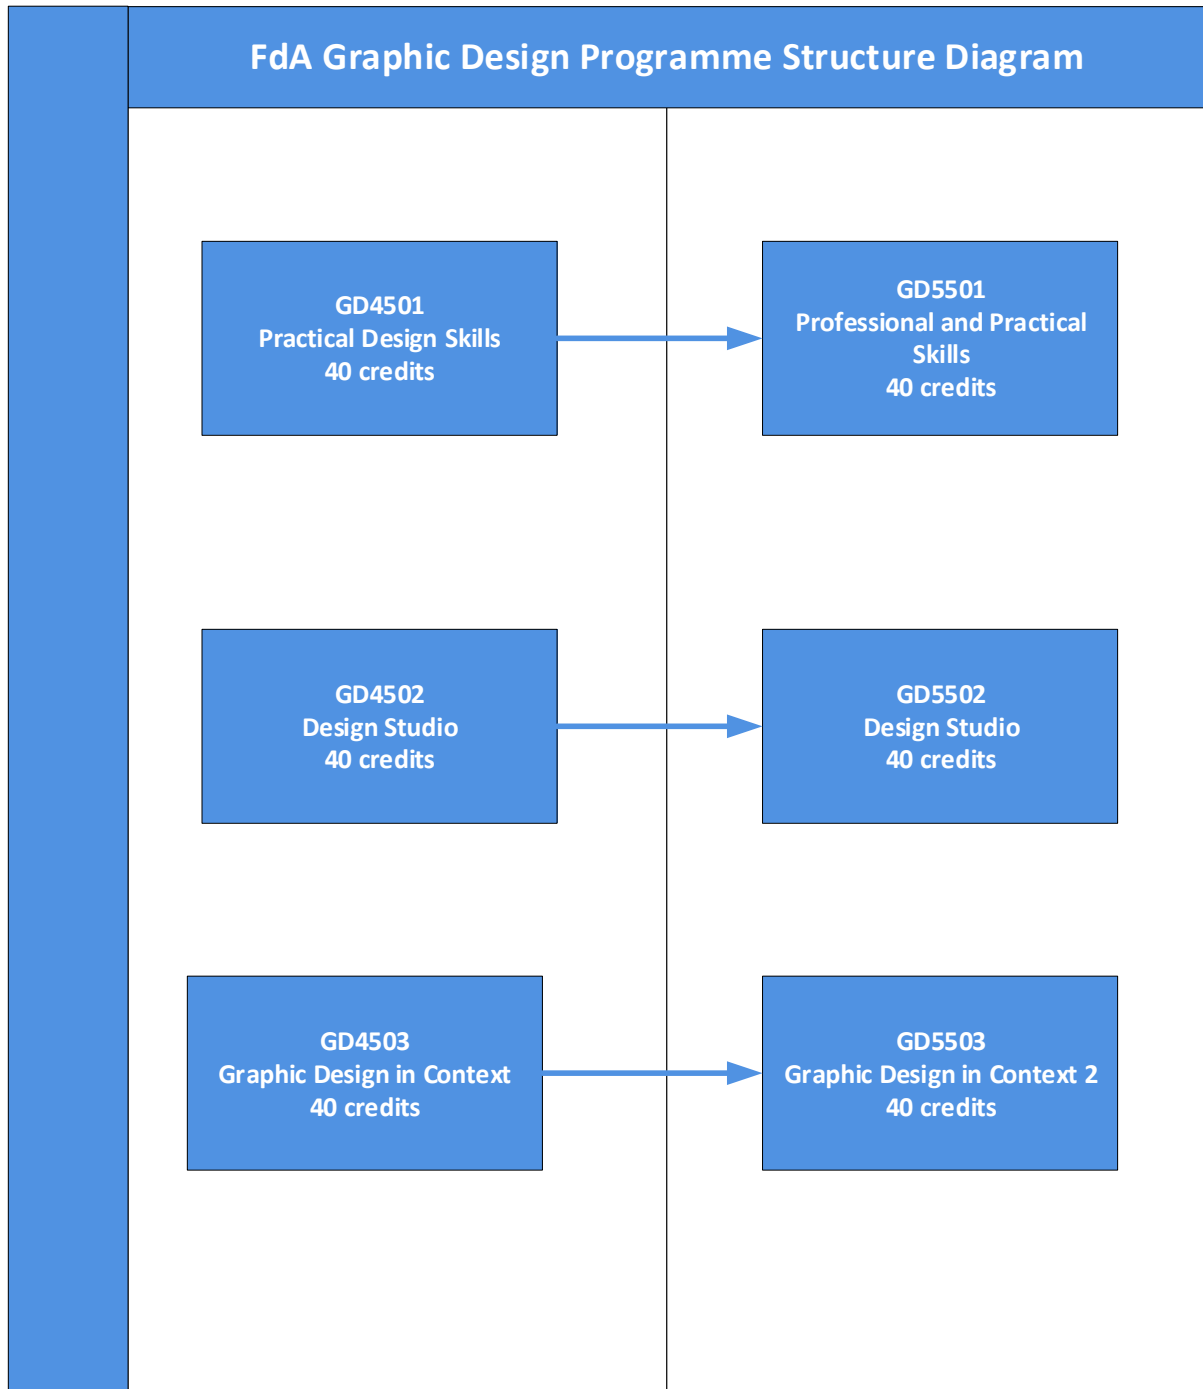 FdA Graphic Design Programme Structure Diagram
GD4501
Practical Design Skills
40 credits
GD5501
Professional and Practical
Skills
40 credits
GD4502
Design Studio
40 credits
GD5502
Design Studio
40 credits
GD4503
Graphic Design in Context
40 credits
GD5503
Graphic Design in Context 2
40 credits